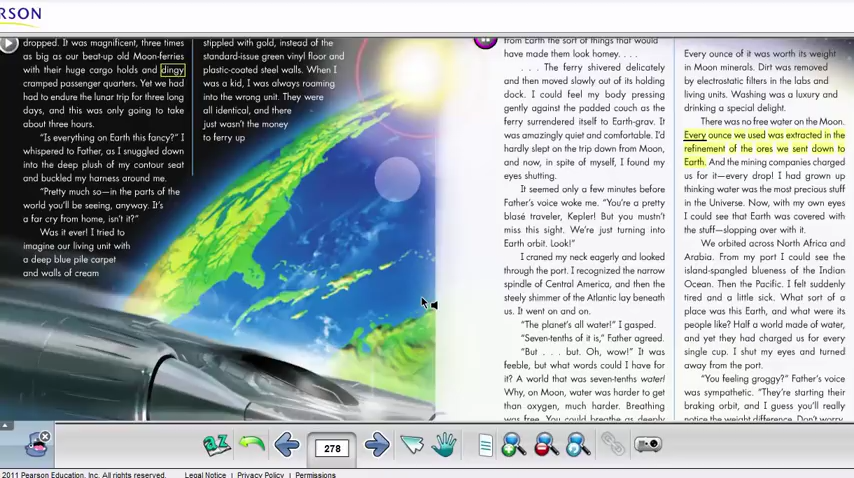 RSON
dropped. It was magnificent, three times
as big as our beat-up old Moon-ferries
with their huge cargo holds and dingy
cramped passenger quarters. Yet we had
had to endure the lunar trip for three long
days, and this was only going to take
about three hours.
"Is everything on Earth this fancy?" I
whispered to Father, as I snuggled down
into the deep plush of my contour seat
and buckled my harness around me.
"Pretty much so—in the parts of the
world you'll be seeing, anyway. It's
a far cry from home, isn't it?"
Was it ever! I tried to
imagine our living unit with
a deep blue pile carpet
and walls of cream
stippled with gold, instead of the
standard-issue green vinyl floor and
plastic-coated steel walls. When I
was a kid, I was always roaming
into the wrong unit. They were
all identical, and there
just wasn't the money
to ferry up
from Earth the sort of things that would
have made them look homey. . . .
. . . The ferry shivered delicately
and then moved slowly out of its holding
dock. I could feel my body pressing
gently against the padded couch as the
ferry surrendered itself to Earth-grav. It
was amazingly quiet and comfortable. I'd
hardly slept on the trip down from Moon,
and now, in spite of myself, I found my
eyes shutting.
It seemed only a few minutes before
Father's voice woke me. "You're a pretty
blasé traveler, Kepler! But you mustn't
miss this sight. We're just turning into
Earth orbit. Look!"
I craned my neck eagerly and looked
through the port. I recognized the narrow
spindle of Central America, and then the
steely shimmer of the Atlantic lay beneath
us. It went on and on.
"The planet's all water!" I gasped.
"Seven-tenths of it is," Father agreed.
"But . . . but. Oh, wow!" It was
feeble, but what words could I have for
it? A world that was seven-tenths water!
Why, on Moon, water was harder to get
than oxygen, much harder. Breathing
was free. You could breathe as deeply
Every ounce of it was worth its weight
in Moon minerals. Dirt was removed
by electrostatic filters in the labs and
living units. Washing was a luxury and
drinking a special delight.
There was no free water on the Moon.
Every ounce we used was extracted in the
refinement of the ores we sent down to
Earth. And the mining companies charged
us for it—every drop! I had grown up
thinking water was the most precious stuff
in the Universe. Now, with my own eyes
I could see that Earth was covered with
the stuff—slopping over with it.
We orbited across North Africa and
Arabia. From my port I could see the
island-spangled blueness of the Indian
Ocean. Then the Pacific. I felt suddenly
tired and a little sick. What sort of a
place was this Earth, and what were its
people like? Half a world made of water,
and yet they had charged us for every
single cup. I shut my eyes and turned
away from the port.
"You feeling groggy?" Father's voice
was sympathetic. "They're starting their
braking orbit, and I guess you'll really
notice the weight difference. Don't worry,
az
278
2011 Pearson Education, Inc. All rights reserved. Legal Notice | Privacy Policy | Permissions